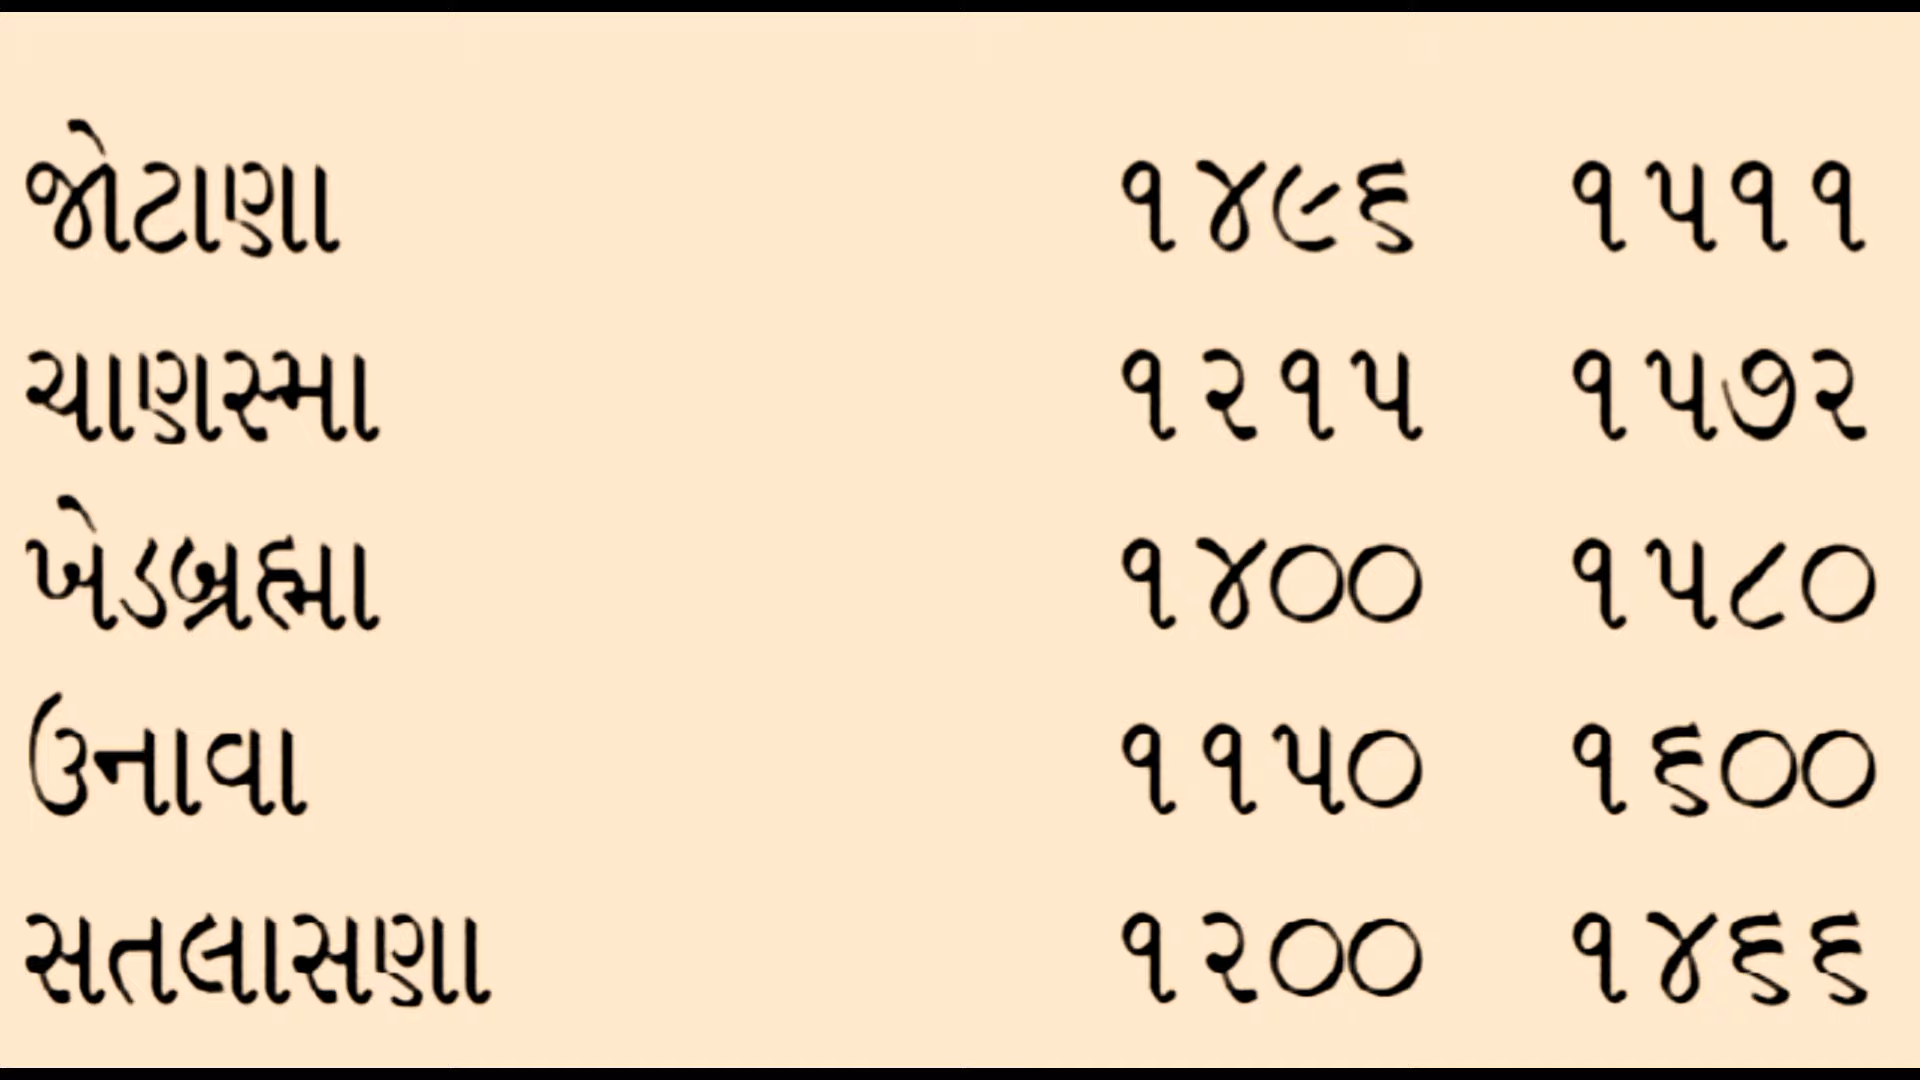 જોટાણા ૧૪૯૬ ૧૫૧૧
ચાણસ્મા ૧૨૧૫ ૧૫૭૨
ખેડબ્રહ્મા ૧૪૦૦ ૧૫૮૦
ઉનાવા ૧૧૫૦ ૧૬૦૦
સતલાસણા ૧૨૦૦ ૧૪૬૬